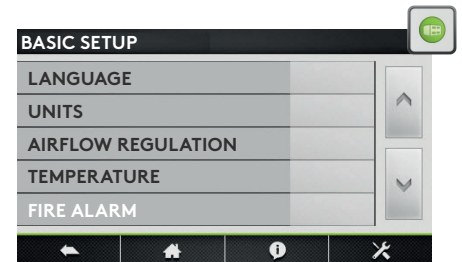 BASIC SETUP
LANGUAGE
UNITS
AIRFLOW REGULATION
TEMPERATURE
FIRE ALARM